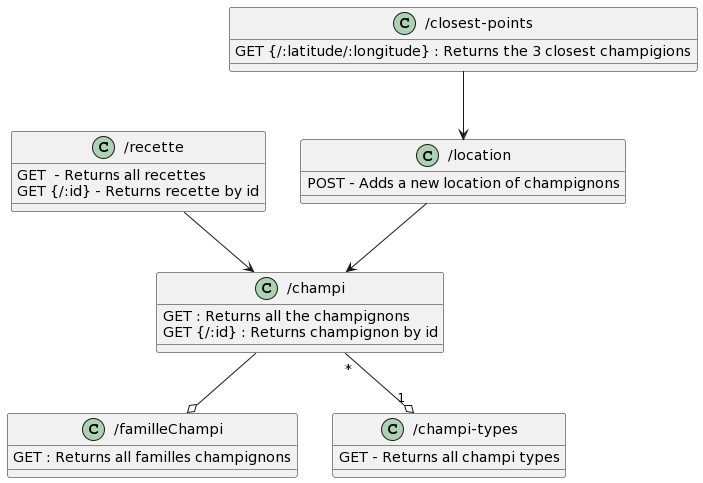 C /closest-points
GET {/:latitude/:longitude} : Returns the 3 closest champigions
C /recette
GET - Returns all recettes
GET {/:id} - Returns recette by id
C /location
POST - Adds a new location of champignons
C /champi
GET : Returns all the champignons
GET {/:id} : Returns champignon by id
*
1
C /familleChampi
GET : Returns all familles champignons
C /champi-types
GET - Returns all champi types